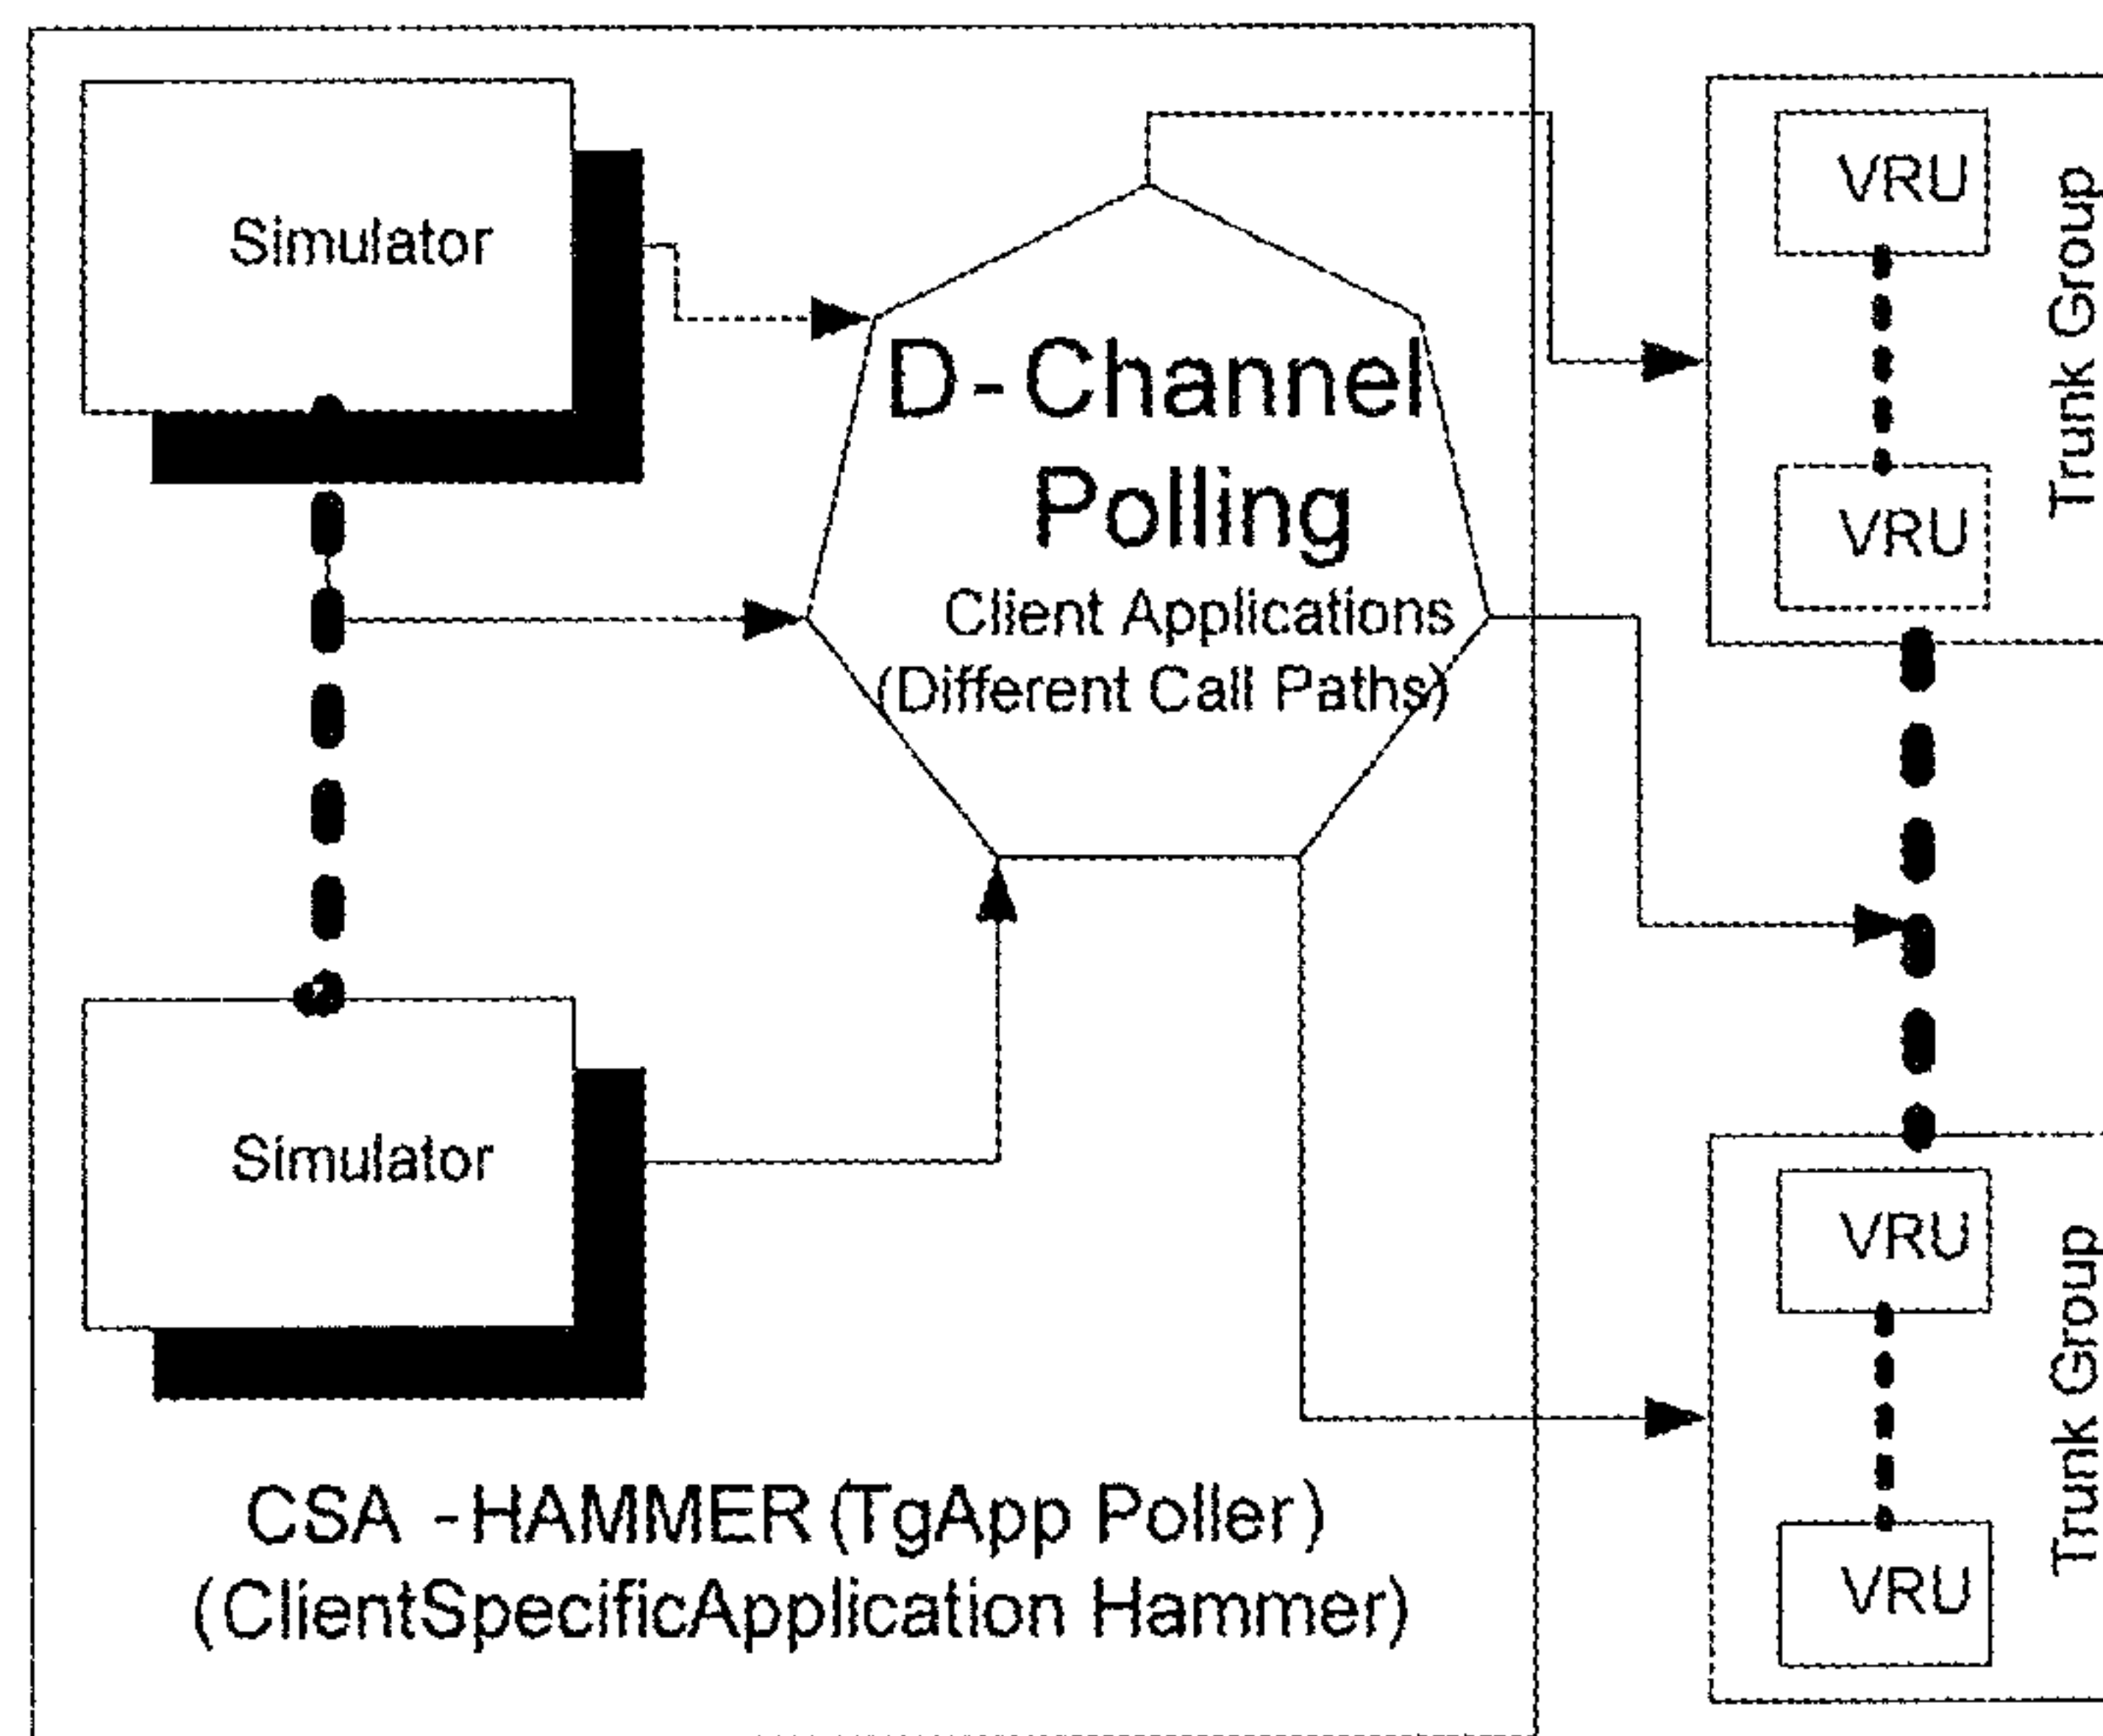 Simulator
D-Channel
Polling
Client Applications
(Different Call Paths)
Simulator
CSA -HAMMER (TgApp Poller)
(ClientSpecificApplication Hammer)
VRU
VRU
Trunk Group
VRU
VRU
Trunk Group